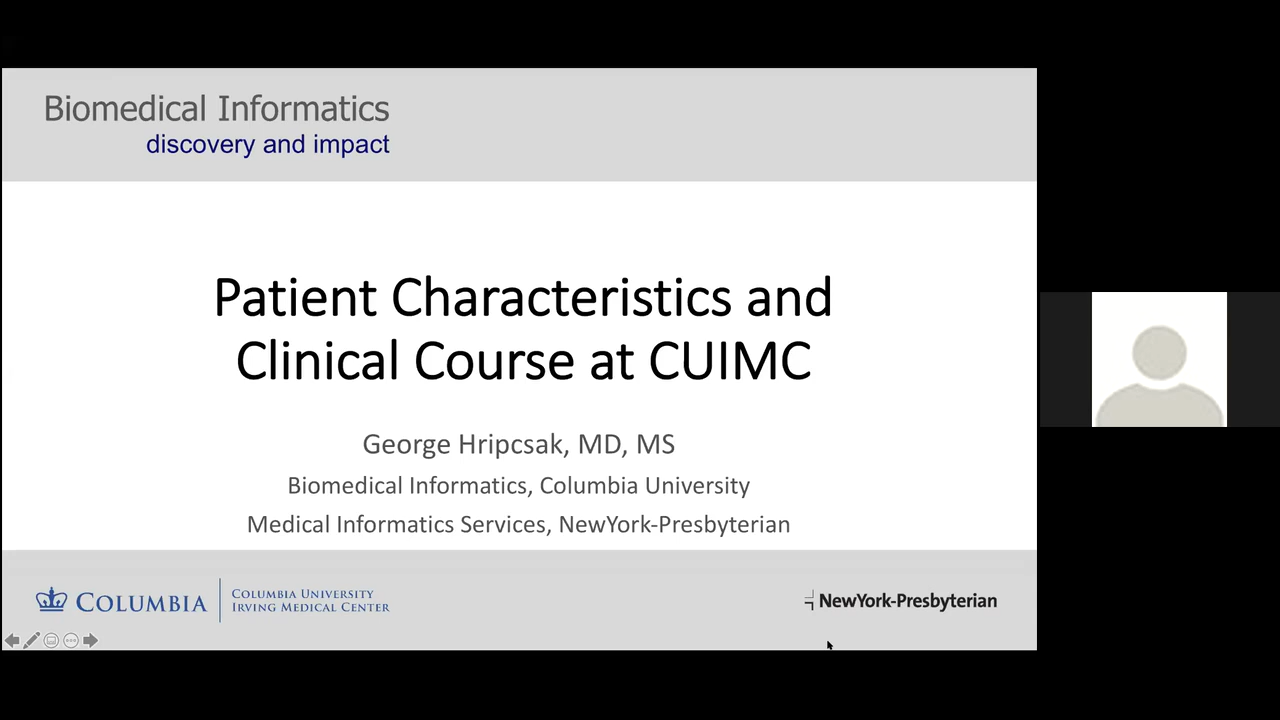 Biomedical Informatics
discovery and impact
Patient Characteristics and
Clinical Course at CUIMC
George Hripcsak, MD, MS
Biomedical Informatics, Columbia University
Medical Informatics Services, NewYork-Presbyterian
COLUMBIA
COLUMBIA UNIVERSITY
IRVING MEDICAL CENTER
NewYork-Presbyterian